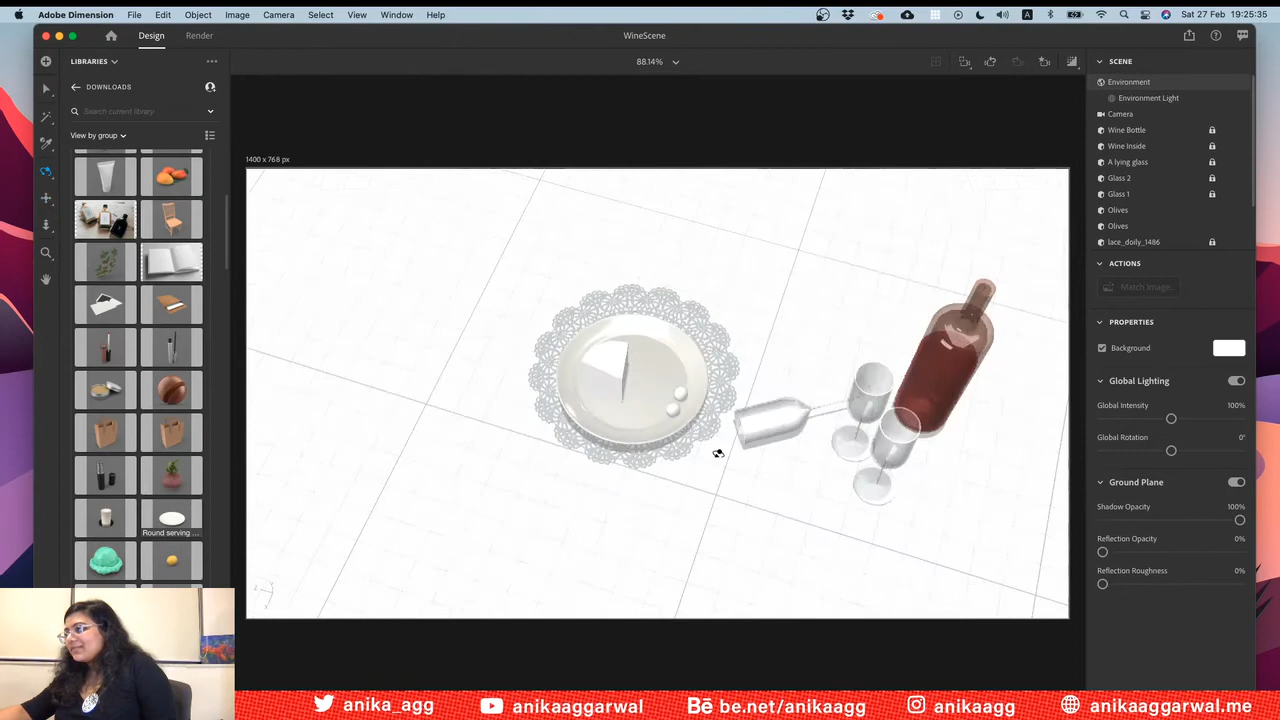 Adobe Dimension File Edit Object Image Camera Select View Window Help
Sat 27 Feb 19:25:35
Design Render
WineScene
LIBRARIES
88.14%
DOWNLOADS
Search current library
View by group
1400 x 768 px
Round serving ...
SCENE
Environment
Environment Light
Camera
Wine Bottle
Wine Inside
A lying glass
Glass 2
Glass 1
Olives
Olives
lace_doily_1486
ACTIONS
Match Image...
PROPERTIES
Background
Global Lighting
Global Intensity 100%
Global Rotation 0°
Ground Plane
Shadow Opacity 100%
Reflection Opacity 0%
Reflection Roughness 0%
anika_agg anikaaggarwal be.net/anikaagg anikaagg anikaaggarwal.me